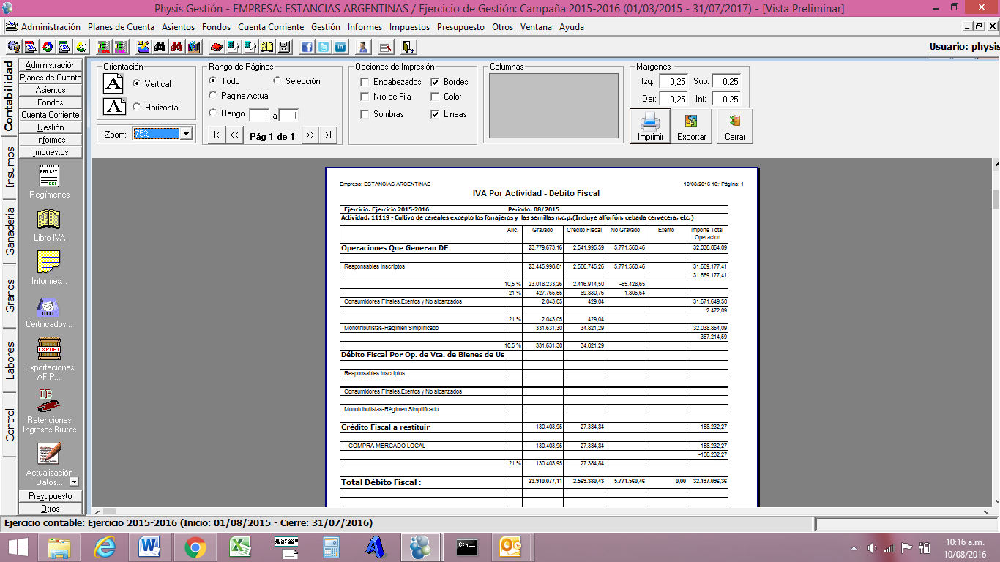 Physis Gestión - EMPRESA: ESTANCIAS ARGENTINAS / Ejercicio de Gestión: Campaña 2015-2016 (01/03/2015 - 31/07/2017) - [Vista Preliminar]
Administración Planes de Cuenta Asientos Fondos Cuenta Corriente Gestión Informes Impuestos Presupuesto Otros Ventana Ayuda
Usuario: physis
Contabilidad
Insumos
Ganadería
Granos
Labores
Control
Administración
Planes de Cuenta
Asientos
Fondos
Cuenta Corriente
Gestión
Informes
Impuestos
REG.RET.
DGI
Regímenes
Libro IVA
Informes...
OUT
Certificados...
EXPORT
Exportaciones
AFIP...
IB
Retenciones
Ingresos Brutos
Actualización
Datos...
Presupuesto
Otros
Orientación
A Vertical
A Horizontal
Zoom: 75%
Rango de Páginas
Todo Selección
Pagina Actual
Rango 1 a 1
|< << Pág 1 de 1 >> >|
Opciones de Impresión
Encabezados Bordes
Nro de Fila Color
Sombras Lineas
Columnas
Margenes
Izq: 0,25 Sup: 0,25
Der: 0,25 Inf: 0,25
Imprimir Exportar Cerrar
Empresa: ESTANCIAS ARGENTINAS 10/08/2016 10:' Página: 1
IVA Por Actividad - Débito Fiscal
Ejercicio: Ejercicio 2015-2016 Periodo: 08/2015
Actividad: 11119 - Cultivo de cereales excepto los forrajeros y las semillas n.c.p.(Incluye alforfón, cebada cervecera, etc.)
Alic. Gravado Crédito Fiscal No Gravado Exento Importe Total
Operacion
Operaciones Que Generan DF 23.779.673,16 2.541.995,59 5.771.560,46 32.038.864,09
Responsables Inscriptos 23.445.998,81 2.506.745,26 5.771.560,46 31.669.177,41
31.669.177,41
10,5 % 23.018.233,26 2.416.914,50 -65.428,65
21 % 427.765,55 89.830,76 1.806,64
Consumidores Finales,Exentos y No alcanzados 2.043,05 429,04 31.671.649,50
2.472,09
21 % 2.043,05 429,04
Monotributistas-Régimen Simplificado 331.631,30 34.821,29 32.038.864,09
367.214,59
10,5 % 331.631,30 34.821,29
Débito Fiscal Por Op. de Vta. de Bienes de Us
Responsables Inscriptos
Consumidores Finales,Exentos y No alcanzados
Monotributistas-Régimen Simplificado
Crédito Fiscal a restituir 130.403,95 27.384,84 158.232,27
COMPRA MERCADO LOCAL 130.403,95 27.384,84 -158.232,27
-158.232,27
21 % 130.403,95 27.384,84
Total Débito Fiscal : 23.910.077,11 2.569.380,43 5.771.560,46 0,00 32.197.096,36
Ejercicio contable: Ejercicio 2015-2016 (Inicio: 01/08/2015 - Cierre: 31/07/2016)
AFIP
C:\
10:16 a.m.
10/08/2016